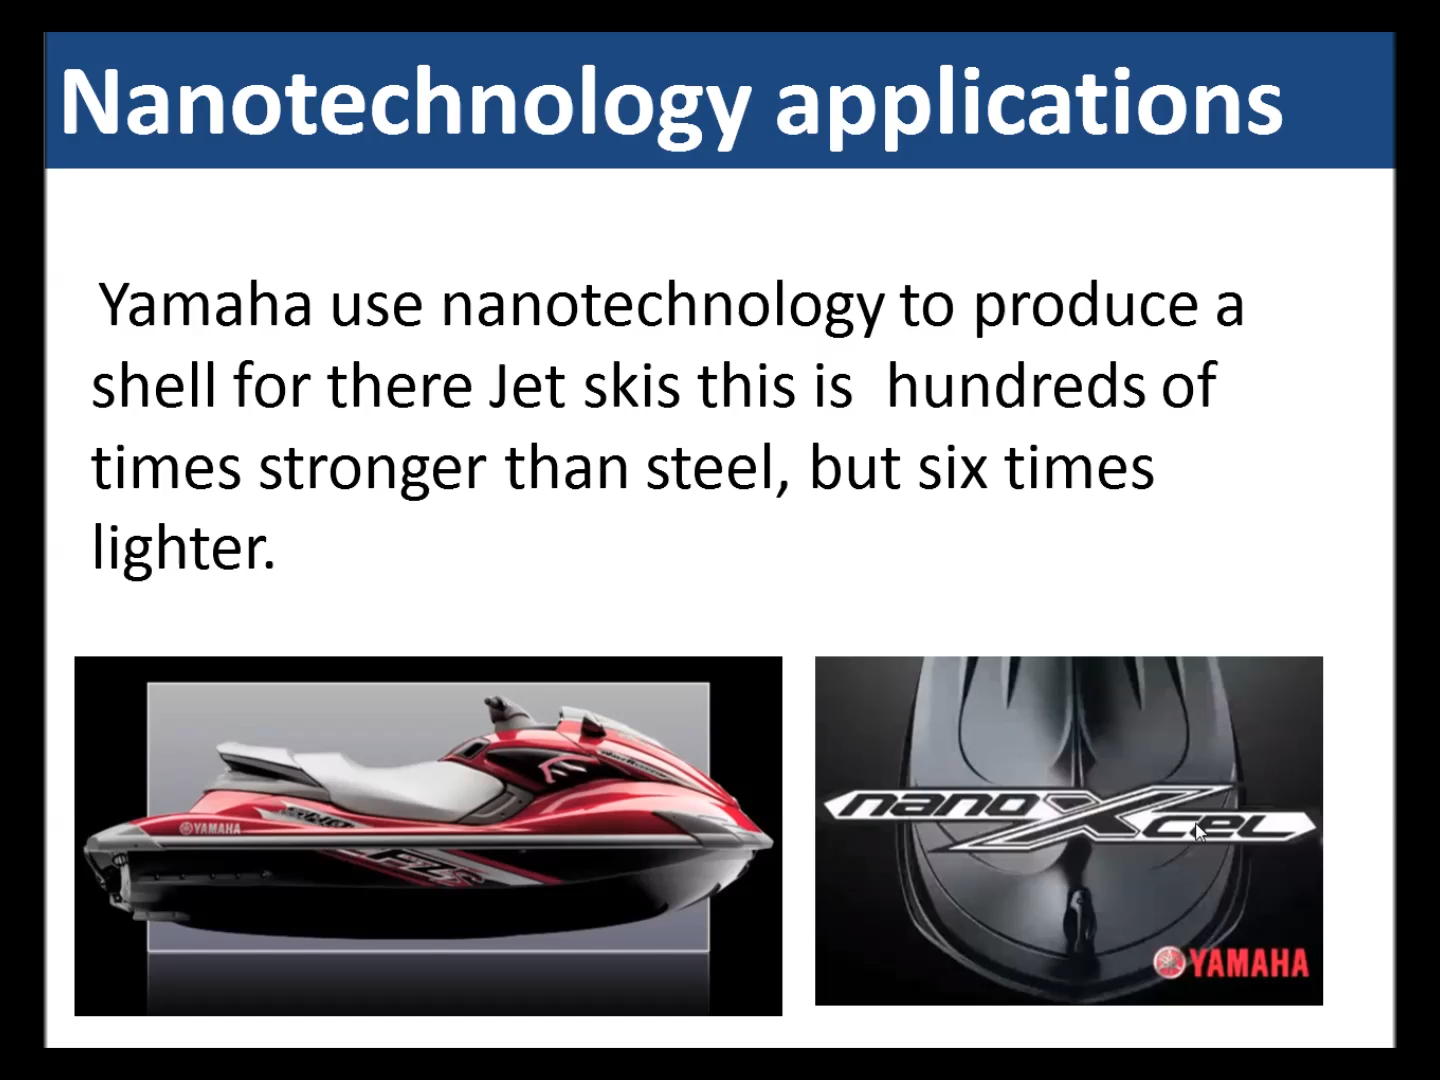 Nanotechnology applications
Yamaha use nanotechnology to produce a
shell for there Jet skis this is  hundreds of
times stronger than steel, but six times
lighter.
YAMAHA
FZS
nanoXcel
YAMAHA